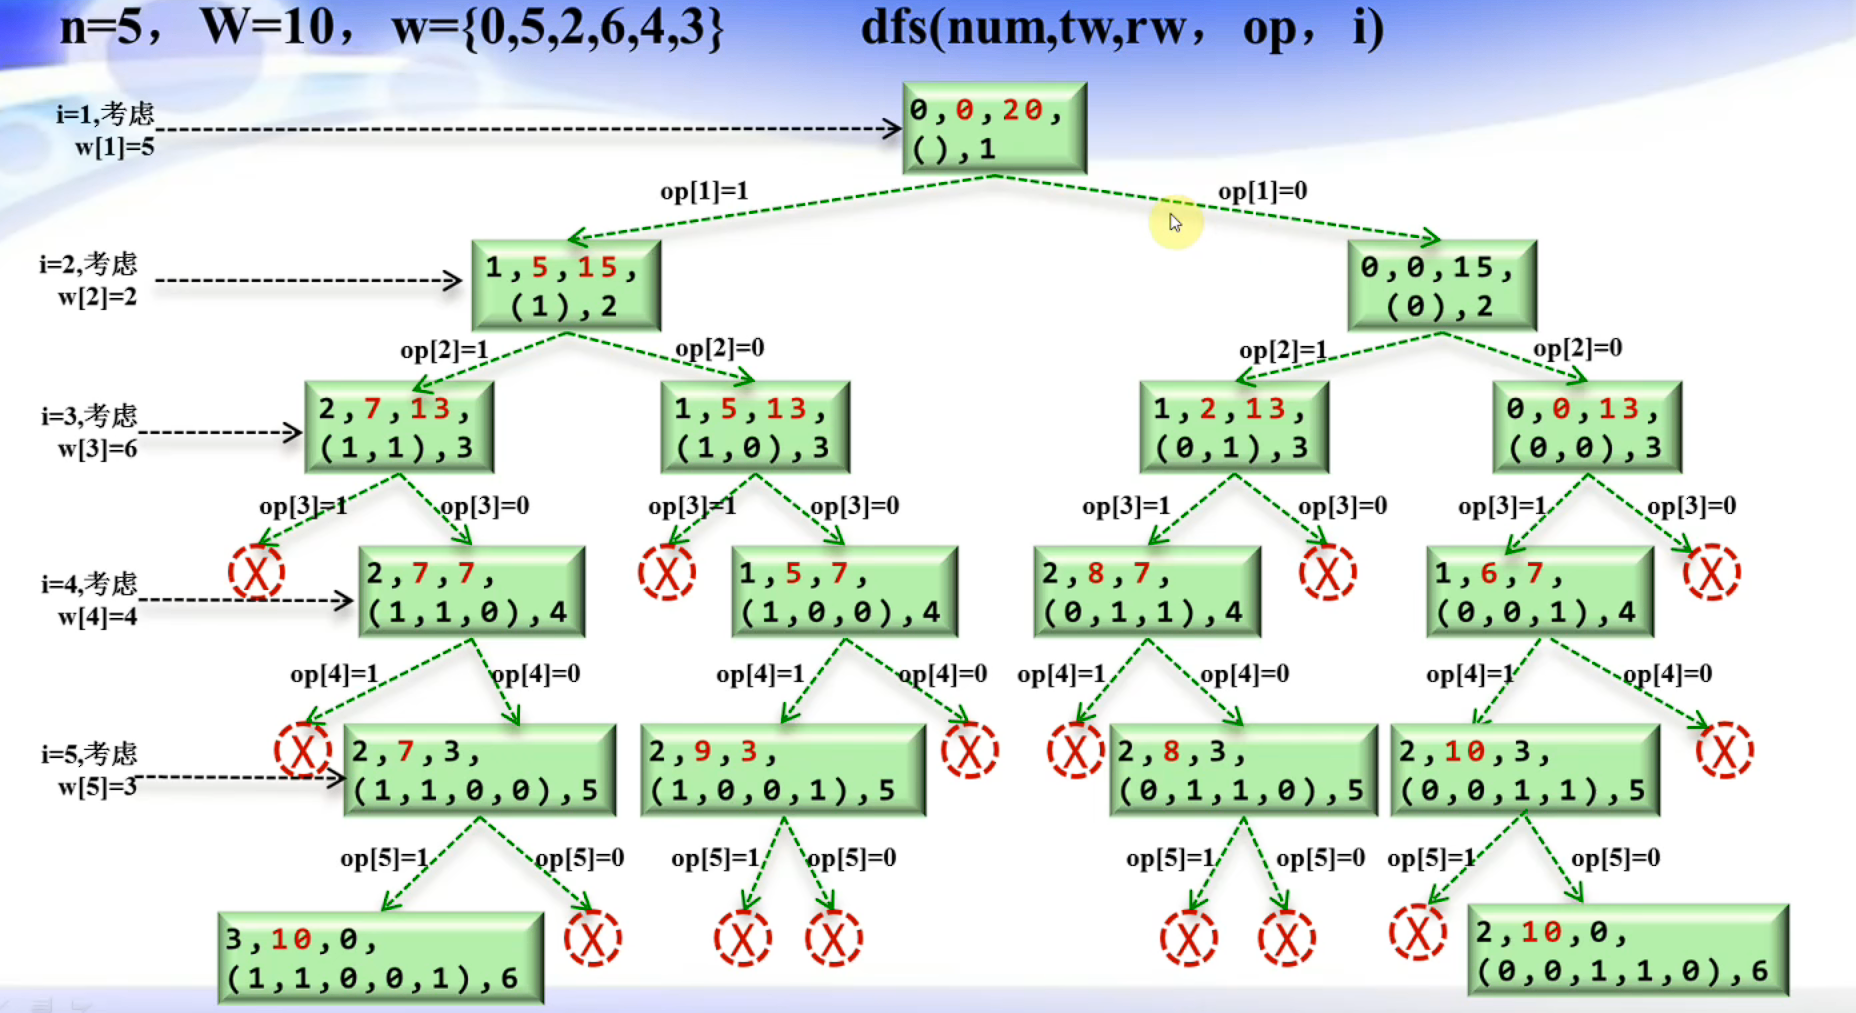 n=5，W=10，w={0,5,2,6,4,3}
dfs(num,tw,rw，op，i)
i=1,考虑
w[1]=5
0,0,20,
(),1
op[1]=1
op[1]=0
i=2,考虑
w[2]=2
1,5,15,
(1),2
0,0,15,
(0),2
op[2]=1
op[2]=0
op[2]=1
op[2]=0
i=3,考虑
w[3]=6
2,7,13,
(1,1),3
1,5,13,
(1,0),3
1,2,13,
(0,1),3
0,0,13,
(0,0),3
op[3]=1
op[3]=0
op[3]=1
op[3]=0
op[3]=1
op[3]=0
op[3]=1
op[3]=0
i=4,考虑
w[4]=4
X
2,7,7,
(1,1,0),4
X
1,5,7,
(1,0,0),4
2,8,7,
(0,1,1),4
X
1,6,7,
(0,0,1),4
X
op[4]=1
op[4]=0
op[4]=1
op[4]=0
op[4]=1
op[4]=0
op[4]=1
op[4]=0
i=5,考虑
w[5]=3
X
2,7,3,
(1,1,0,0),5
2,9,3,
(1,0,0,1),5
X
X
2,8,3,
(0,1,1,0),5
2,10,3,
(0,0,1,1),5
X
op[5]=1
op[5]=0
op[5]=1
op[5]=0
op[5]=1
op[5]=0
op[5]=1
op[5]=0
3,10,0,
(1,1,0,0,1),6
X
X
X
X
X
X
2,10,0,
(0,0,1,1,0),6